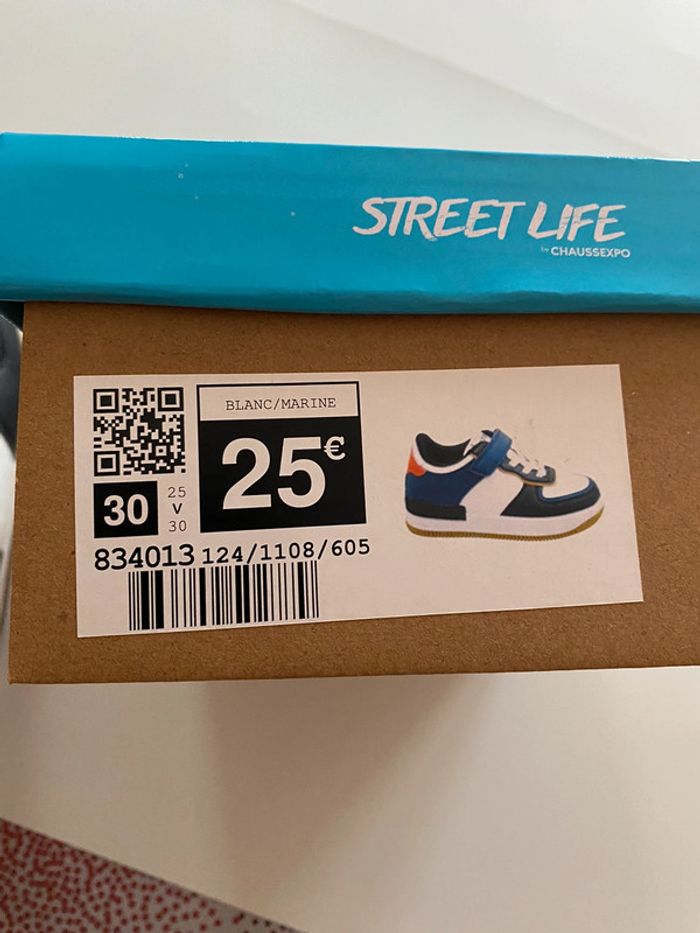 STREET LIFE
by CHAUSSEXPO
BLANC/MARINE
25€
30
25
V
30
834013 124/1108/605